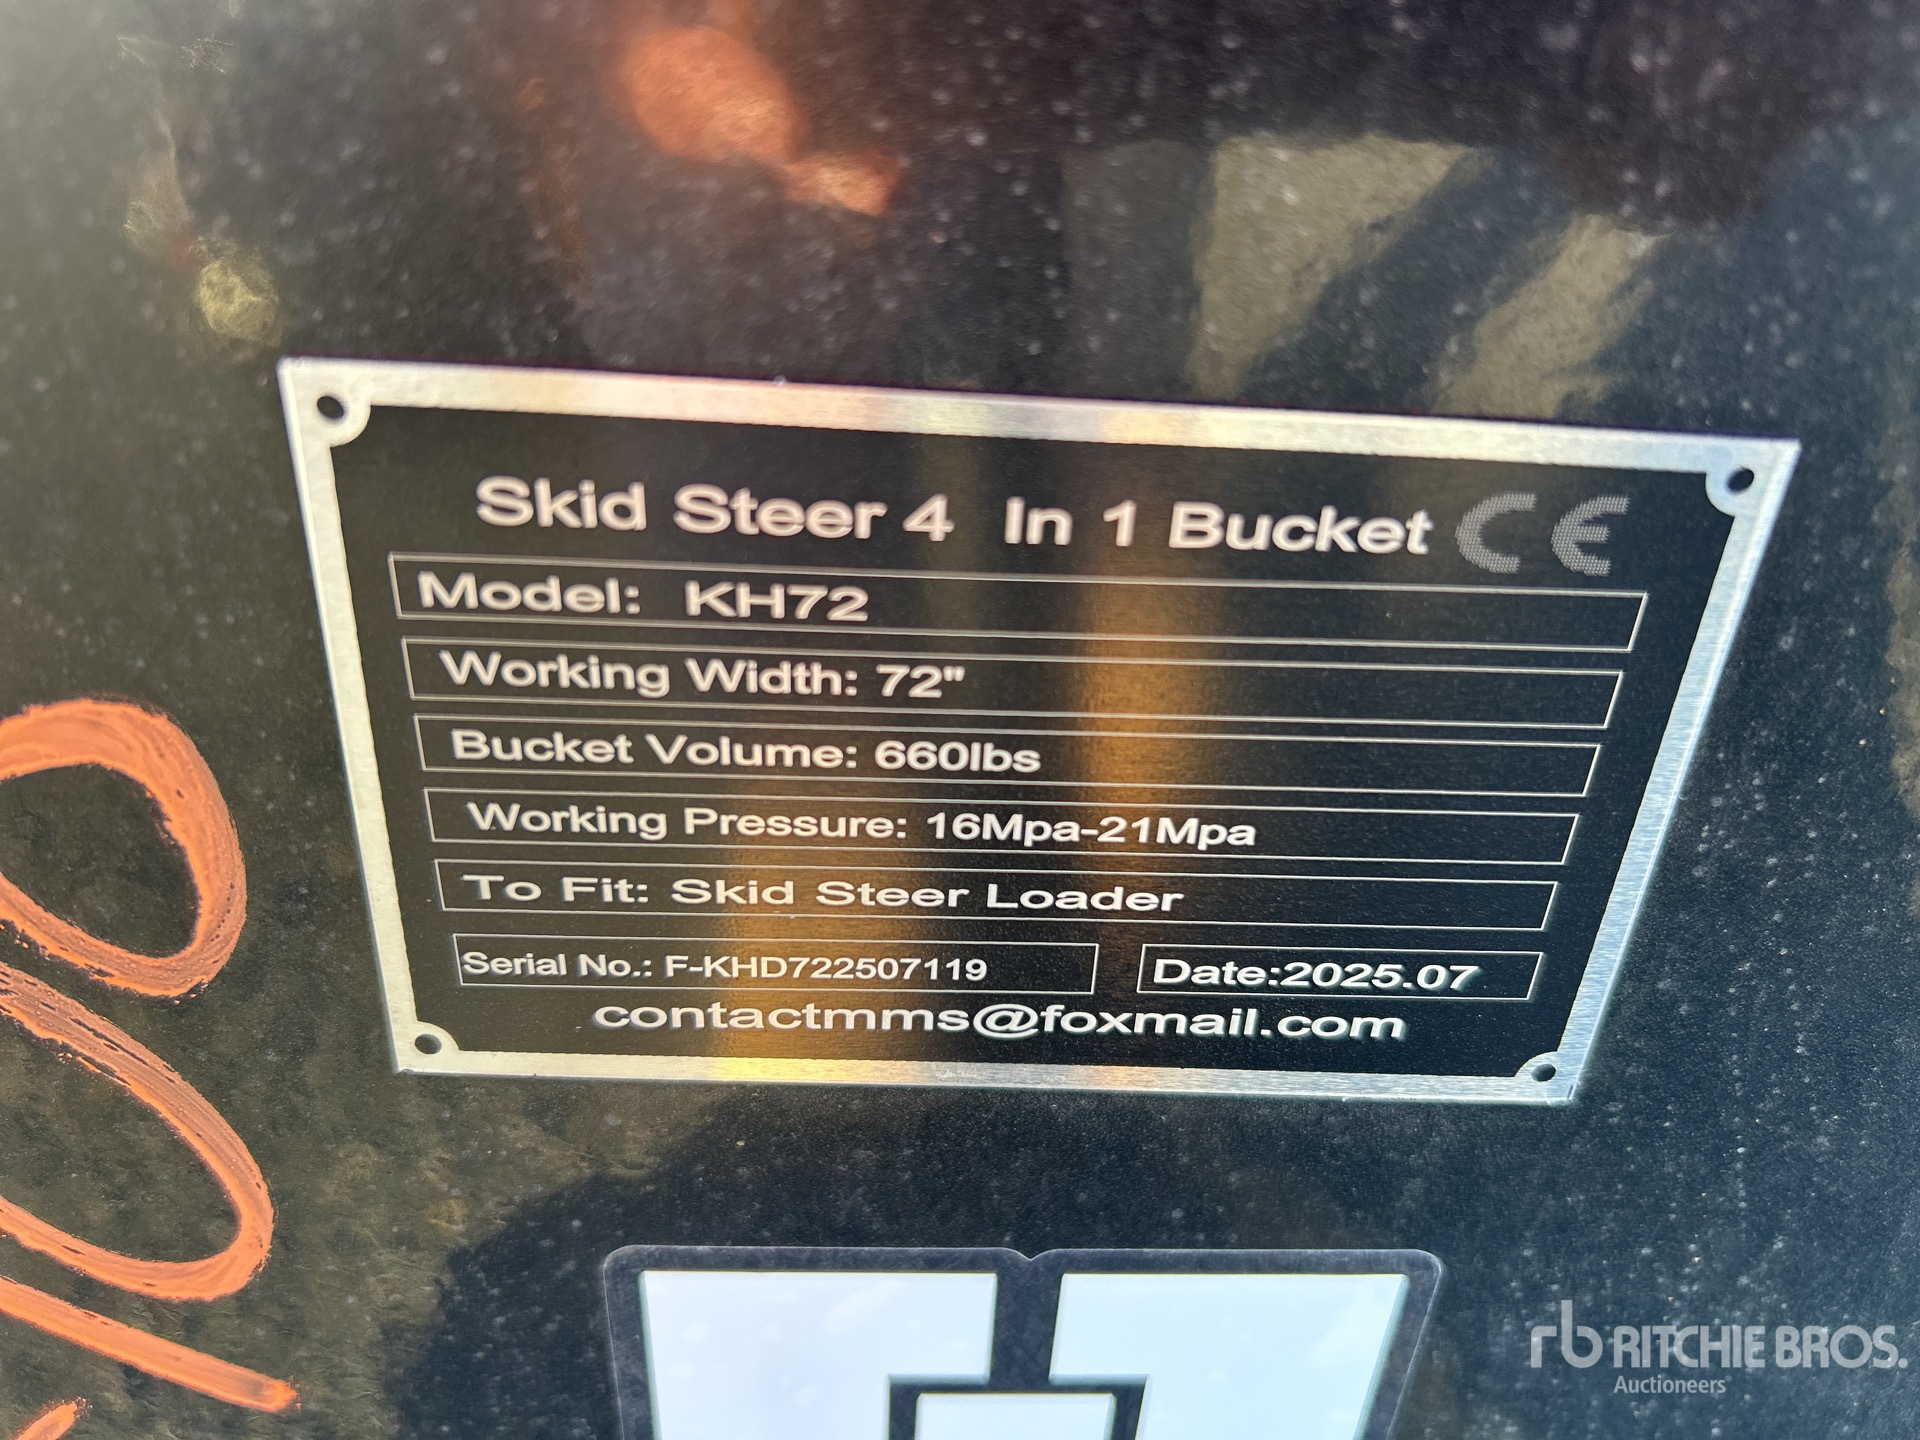 Skid Steer 4 In 1 Bucket CE
Model: KH72
Working Width: 72"
Bucket Volume: 660lbs
Working Pressure: 16Mpa-21Mpa
To Fit: Skid Steer Loader
Serial No.: F-KHD722507119
Date:2025.07
contactmms@foxmail.com
rb RITCHIE BROS.
Auctioneers